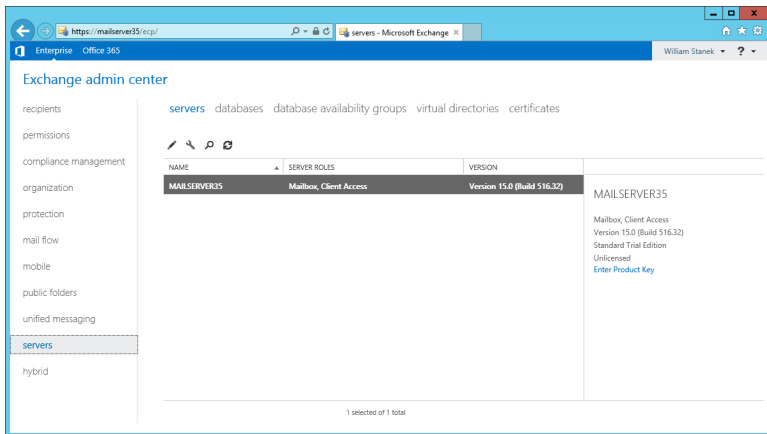 https://mailserver35/ecp/
servers - Microsoft Exchange
Enterprise Office 365
William Stanek ?
Exchange admin center
recipients
permissions
compliance management
organization
protection
mail flow
mobile
public folders
unified messaging
servers
hybrid
servers databases database availability groups virtual directories certificates
NAME SERVER ROLES VERSION
MAILSERVER35 Mailbox, Client Access Version 15.0 (Build 516.32)
1 selected of 1 total
MAILSERVER35
Mailbox, Client Access
Version 15.0 (Build 516.32)
Standard Trial Edition
Unlicensed
Enter Product Key